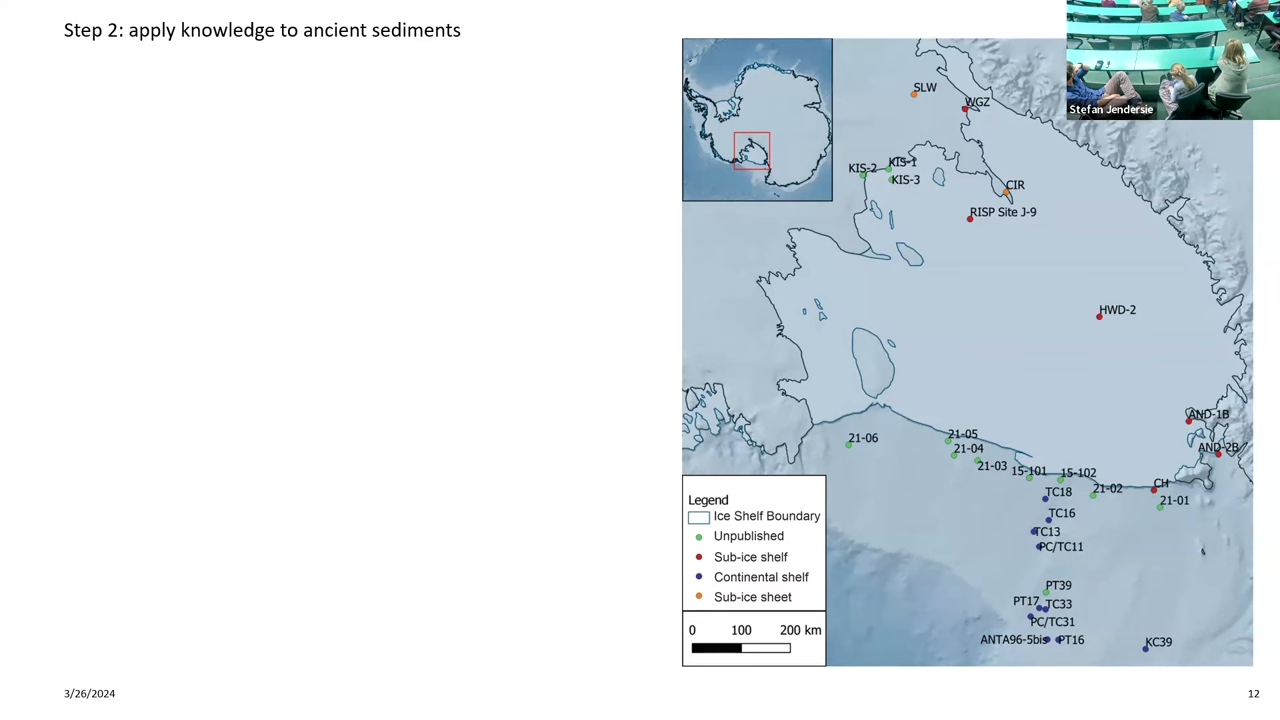 Step 2: apply knowledge to ancient sediments
Stefan Jendersie
SLW
WGZ
KIS-2
KIS-1
KIS-3
CIR
RISP Site J-9
HWD-2
AND-1B
AND-2B
21-06
21-05
21-04
21-03
15-101
15-102
21-02
CH
21-01
TC18
TC16
TC13
PC/TC11
PT39
PT17
TC33
PC/TC31
ANTA96-5bis
PT16
KC39
Legend
Ice Shelf Boundary
Unpublished
Sub-ice shelf
Continental shelf
Sub-ice sheet
0 100 200 km
3/26/2024
12